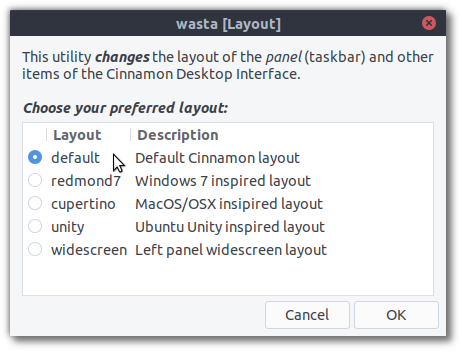 wasta [Layout]
This utility changes the layout of the panel (taskbar) and other
items of the Cinnamon Desktop Interface.
Choose your preferred layout:
Layout Description
default Default Cinnamon layout
redmond7 Windows 7 inspired layout
cupertino MacOS/OSX insipired layout
unity Ubuntu Unity inspired layout
widescreen Left panel widescreen layout
Cancel OK